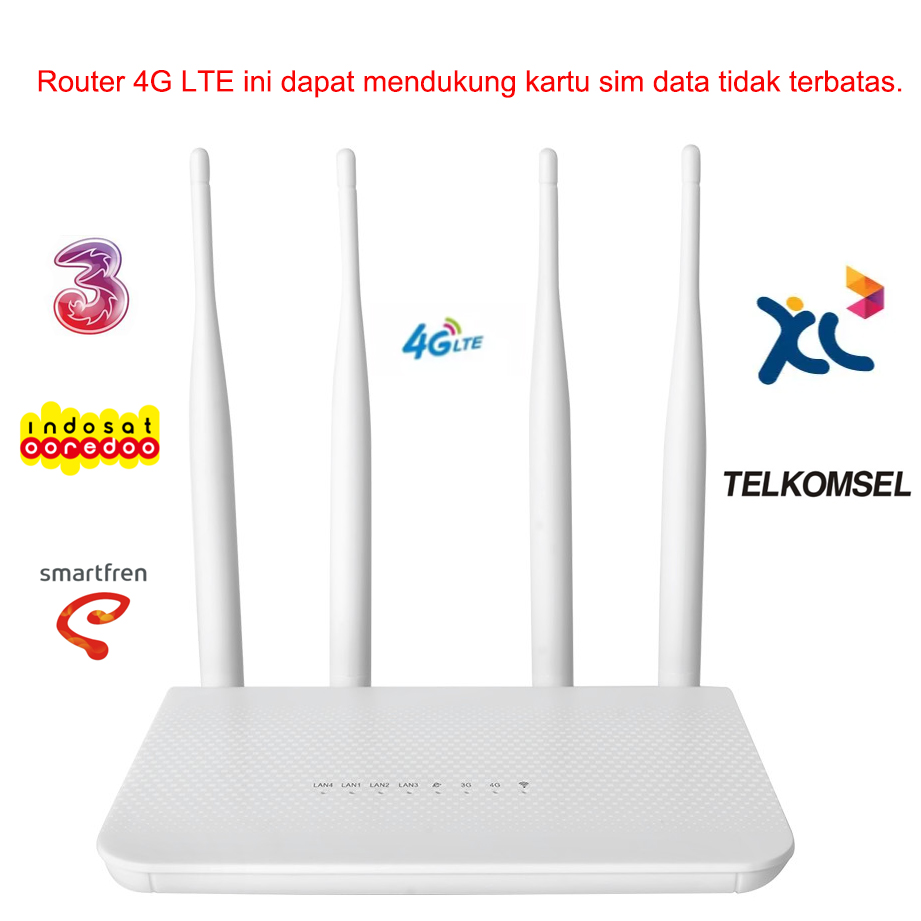 Router 4G LTE ini dapat mendukung kartu sim data tidak terbatas.
3
4G LTE
XL
indosat
ooredoo
TELKOMSEL
smartfren
LAN4 LAN1 LAN2 LAN3 3G 4G